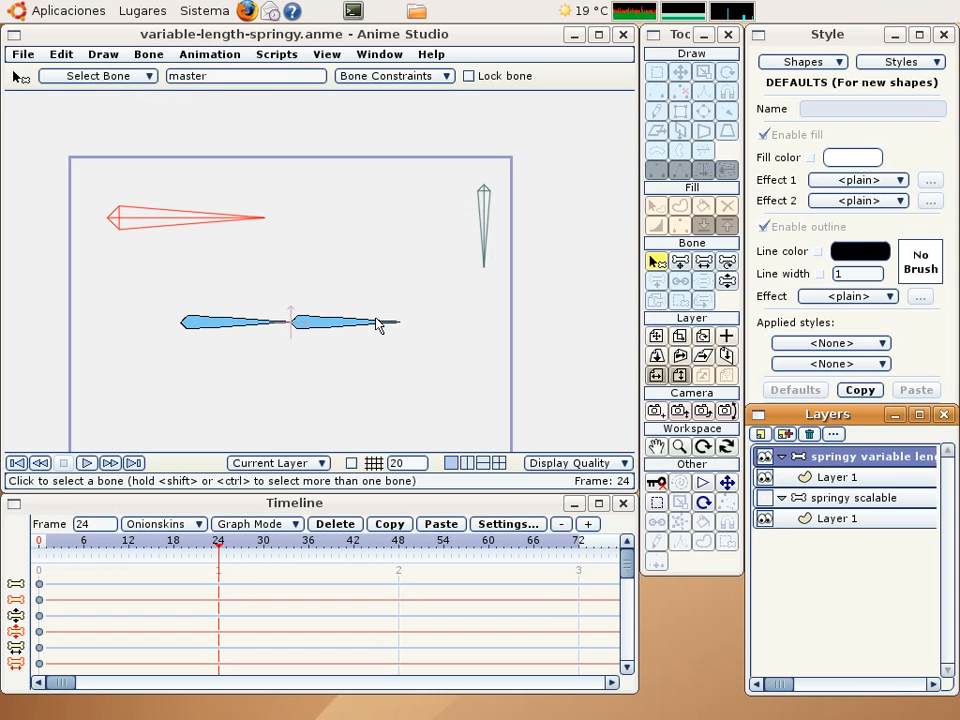 Aplicaciones Lugares Sistema 19 °C
variable-length-springy.anme - Anime Studio
File Edit Draw Bone Animation Scripts View Window Help
Select Bone master Bone Constraints Lock bone
Current Layer 20 Display Quality
Click to select a bone (hold <shift> or <ctrl> to select more than one bone) Frame: 24
Timeline
Frame 24 Onionskins Graph Mode Delete Copy Paste Settings... - +
0 6 12 18 24 30 36 42 48 54 60 66 72
0 1 2 3
Toc
Draw
Fill
Bone
Layer
Camera
Workspace
Other
Style
Shapes Styles
DEFAULTS (For new shapes)
Name
Enable fill
Fill color
Effect 1 <plain> ...
Effect 2 <plain> ...
Enable outline
Line color
Line width 1
No
Brush
Effect <plain> ...
Applied styles:
<None>
<None>
Defaults Copy Paste
Layers
springy variable len
Layer 1
springy scalable
Layer 1